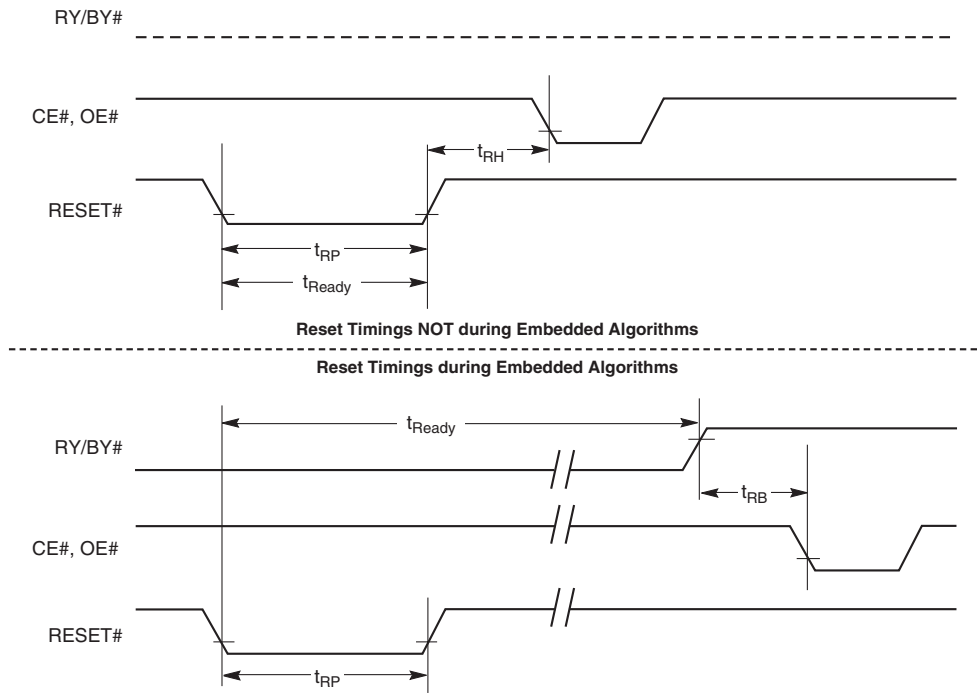 RY/BY#
CE#, OE#
tRH
RESET#
tRP
tReady
Reset Timings NOT during Embedded Algorithms
Reset Timings during Embedded Algorithms
tReady
RY/BY#
tRB
CE#, OE#
RESET#
tRP